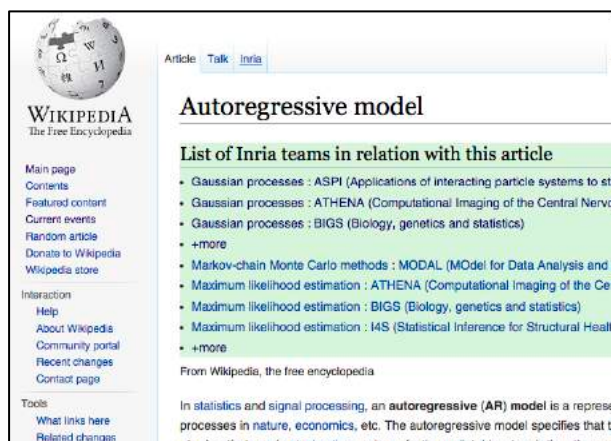 WIKIPEDIA
The Free Encyclopedia
Main page
Contents
Featured content
Current events
Random article
Donate to Wikipedia
Wikipedia store
Interaction
Help
About Wikipedia
Community portal
Recent changes
Contact page
Tools
What links here
Related changes
Article Talk Inria
Autoregressive model
List of Inria teams in relation with this article
• Gaussian processes : ASPI (Applications of interacting particle systems to st
• Gaussian processes : ATHENA (Computational Imaging of the Central Nervo
• Gaussian processes : BIGS (Biology, genetics and statistics)
• +more
• Markov-chain Monte Carlo methods : MODAL (MOdel for Data Analysis and
• Maximum likelihood estimation : ATHENA (Computational Imaging of the Ce
• Maximum likelihood estimation : BIGS (Biology, genetics and statistics)
• Maximum likelihood estimation : I4S (Statistical Inference for Structural Healt
• +more
From Wikipedia, the free encyclopedia
In statistics and signal processing, an autoregressive (AR) model is a represe
processes in nature, economics, etc. The autoregressive model specifies that t